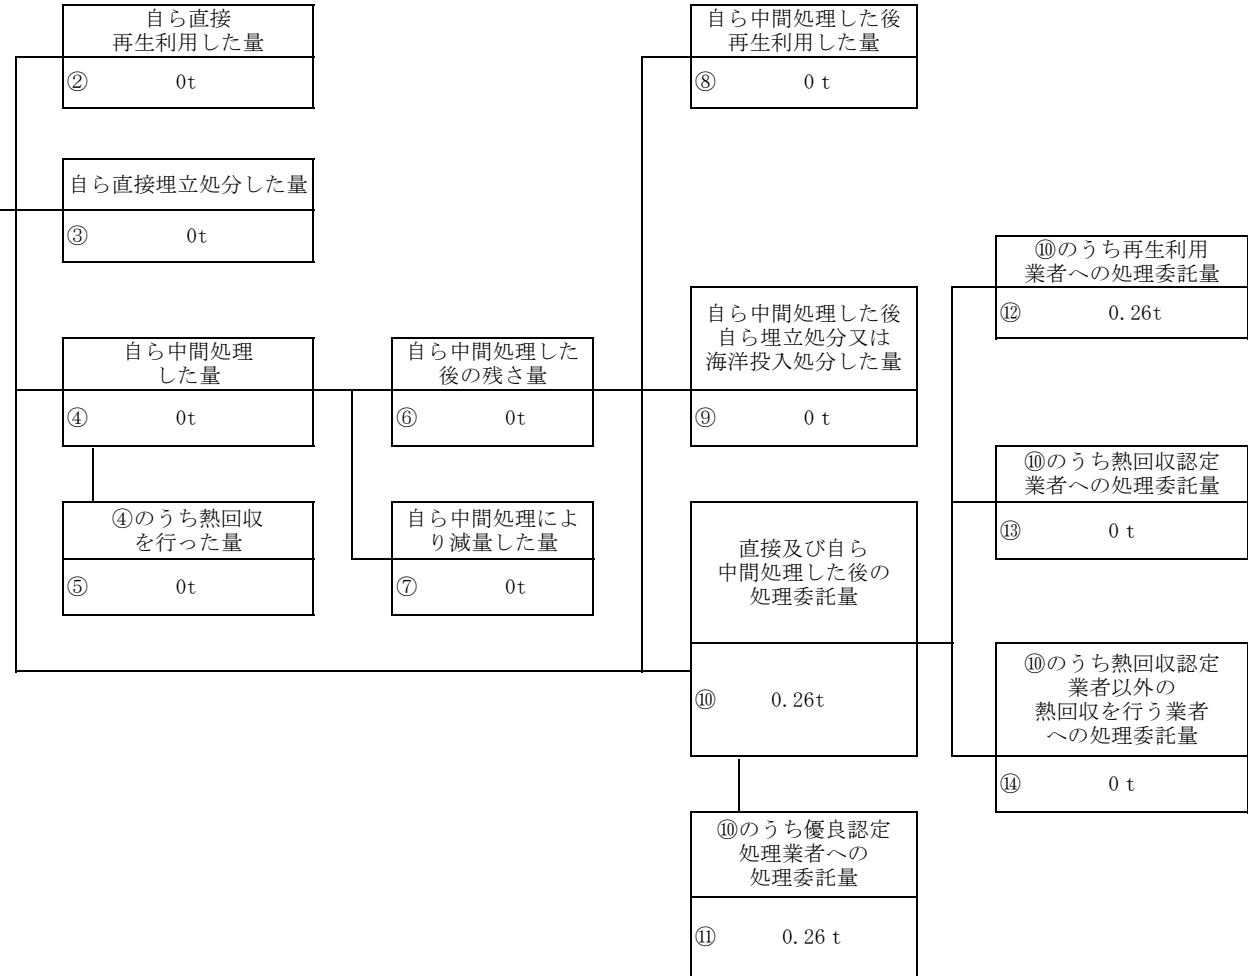 自ら直接
再生利用した量
② 0t
自ら直接埋立処分した量
③ 0t
自ら中間処理
した量
④ 0t
④のうち熱回収
を行った量
⑤ 0t
自ら中間処理した
後の残さ量
⑥ 0t
自ら中間処理によ
り減量した量
⑦ 0t
自ら中間処理した後
再生利用した量
⑧ 0 t
自ら中間処理した後
自ら埋立処分又は
海洋投入処分した量
⑨ 0 t
直接及び自ら
中間処理した後の
処理委託量
⑩ 0.26t
⑩のうち優良認定
処理業者への
処理委託量
⑪ 0.26 t
⑩のうち再生利用
業者への処理委託量
⑫ 0.26t
⑩のうち熱回収認定
業者への処理委託量
⑬ 0 t
⑩のうち熱回収認定
業者以外の
熱回収を行う業者
への処理委託量
⑭ 0 t